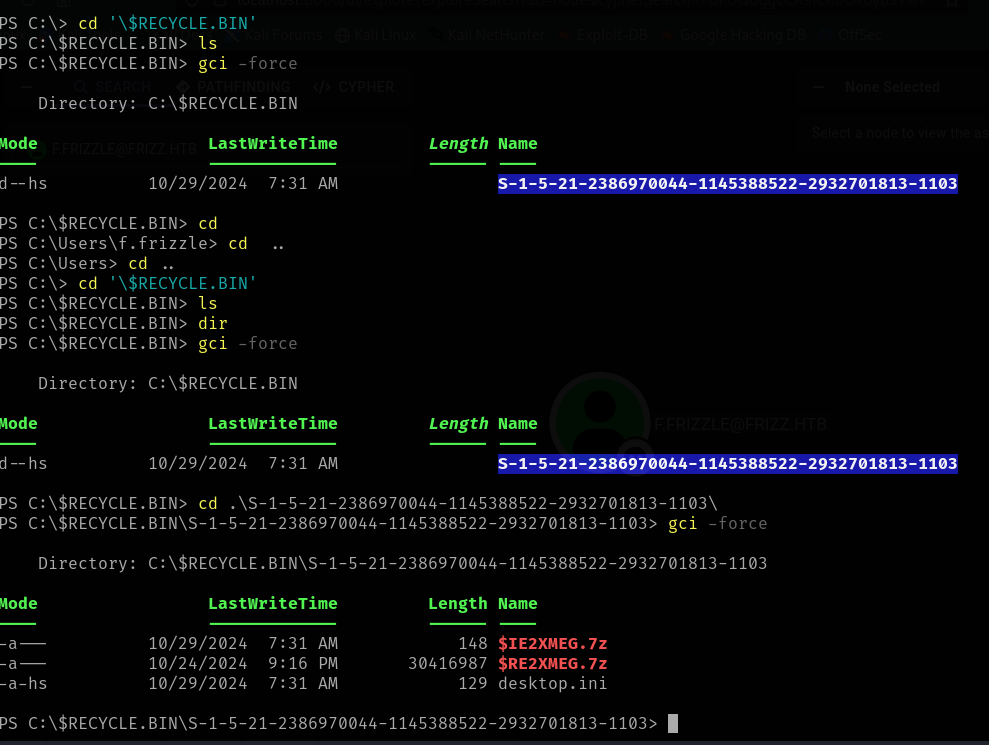 PS C:\> cd '\$RECYCLE.BIN'
PS C:\$RECYCLE.BIN> ls
Kali Forums Kali Linux Kali NetHunter Exploit-DB Google Hacking DB OffSec
PS C:\$RECYCLE.BIN> gci -force
SEARCH PATHFINDING </> CYPHER None Selected
Directory: C:\$RECYCLE.BIN
Select a node to view the as
Mode LastWriteTime Length Name
F.FRIZZLE@FRIZZ.HTB
d--hs 10/29/2024 7:31 AM S-1-5-21-2386970044-1145388522-2932701813-1103
PS C:\$RECYCLE.BIN> cd
PS C:\Users\f.frizzle> cd ..
PS C:\Users> cd ..
PS C:\> cd '\$RECYCLE.BIN'
PS C:\$RECYCLE.BIN> ls
PS C:\$RECYCLE.BIN> dir
PS C:\$RECYCLE.BIN> gci -force
Directory: C:\$RECYCLE.BIN
Mode LastWriteTime Length Name
F.FRIZZLE@FRIZZ.HTB
d--hs 10/29/2024 7:31 AM S-1-5-21-2386970044-1145388522-2932701813-1103
PS C:\$RECYCLE.BIN> cd .\S-1-5-21-2386970044-1145388522-2932701813-1103\
PS C:\$RECYCLE.BIN\S-1-5-21-2386970044-1145388522-2932701813-1103> gci -force
Directory: C:\$RECYCLE.BIN\S-1-5-21-2386970044-1145388522-2932701813-1103
Mode LastWriteTime Length Name
-a--- 10/29/2024 7:31 AM 148 $IE2XMEG.7z
-a--- 10/24/2024 9:16 PM 30416987 $RE2XMEG.7z
-a-hs 10/29/2024 7:31 AM 129 desktop.ini
PS C:\$RECYCLE.BIN\S-1-5-21-2386970044-1145388522-2932701813-1103>